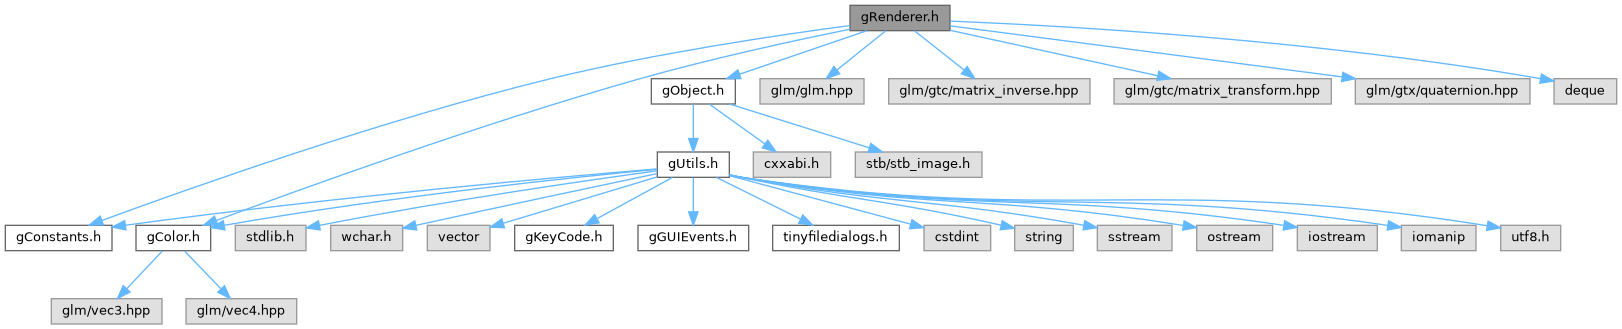 gRenderer.h
gObject.h
glm/glm.hpp
glm/gtc/matrix_inverse.hpp
glm/gtc/matrix_transform.hpp
glm/gtx/quaternion.hpp
deque
gUtils.h
cxxabi.h
stb/stb_image.h
gConstants.h
gColor.h
stdlib.h
wchar.h
vector
gKeyCode.h
gGUIEvents.h
tinyfiledialogs.h
cstdint
string
sstream
ostream
iostream
iomanip
utf8.h
glm/vec3.hpp
glm/vec4.hpp